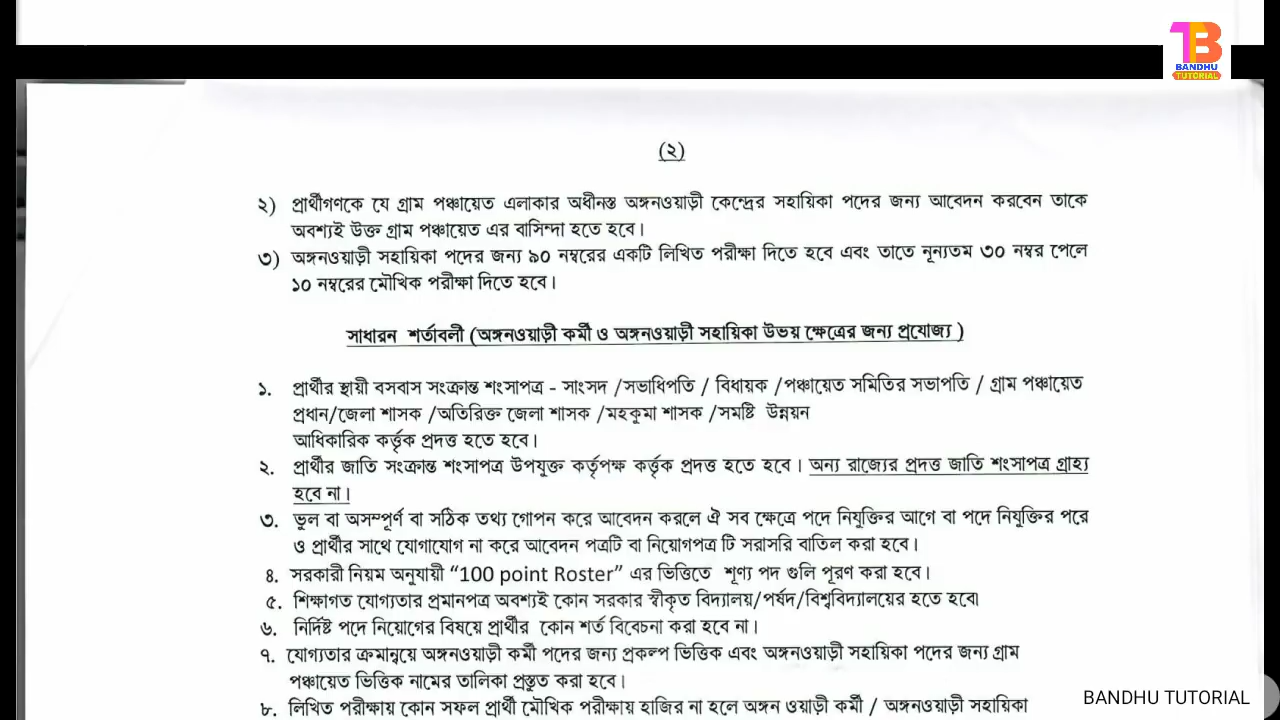 BANDHU
TUTORIAL
(২)
২) প্রার্থীগণকে যে গ্রাম পঞ্চায়েত এলাকার অধীনস্ত অঙ্গনওয়াড়ী কেন্দ্রের সহায়িকা পদের জন্য আবেদন করবেন তাকে
অবশ্যই উক্ত গ্রাম পঞ্চায়েত এর বাসিন্দা হতে হবে।
৩) অঙ্গনওয়াড়ী সহায়িকা পদের জন্য ৯০ নম্বরের একটি লিখিত পরীক্ষা দিতে হবে এবং তাতে নূন্যতম ৩০ নম্বর পেলে
১০ নম্বরের মৌখিক পরীক্ষা দিতে হবে।
সাধারন শর্তাবলী (অঙ্গনওয়াড়ী কর্মী ও অঙ্গনওয়াড়ী সহায়িকা উভয় ক্ষেত্রের জন্য প্রযোজ্য )
১. প্রার্থীর স্থায়ী বসবাস সংক্রান্ত শংসাপত্র - সাংসদ /সভাধিপতি / বিধায়ক /পঞ্চায়েত সমিতির সভাপতি / গ্রাম পঞ্চায়েত
প্রধান/জেলা শাসক /অতিরিক্ত জেলা শাসক /মহকুমা শাসক /সমষ্টি উন্নয়ন
আধিকারিক কর্ত্তৃক প্রদত্ত হতে হবে।
২. প্রার্থীর জাতি সংক্রান্ত শংসাপত্র উপযুক্ত কর্তৃপক্ষ কর্ত্তৃক প্রদত্ত হতে হবে। অন্য রাজ্যের প্রদত্ত জাতি শংসাপত্র গ্রাহ্য
হবে না।
৩. ভুল বা অসম্পূর্ণ বা সঠিক তথ্য গোপন করে আবেদন করলে ঐ সব ক্ষেত্রে পদে নিযুক্তির আগে বা পদে নিযুক্তির পরে
ও প্রার্থীর সাথে যোগাযোগ না করে আবেদন পত্রটি বা নিয়োগপত্র টি সরাসরি বাতিল করা হবে।
৪. সরকারী নিয়ম অনুযায়ী “100 point Roster” এর ভিত্তিতে শূণ্য পদ গুলি পূরণ করা হবে।
৫. শিক্ষাগত যোগ্যতার প্রমানপত্র অবশ্যই কোন সরকার স্বীকৃত বিদ্যালয়/পর্ষদ/বিশ্ববিদ্যালয়ের হতে হবে৷
৬. নির্দিষ্ট পদে নিয়োগের বিষয়ে প্রার্থীর কোন শর্ত বিবেচনা করা হবে না।
৭. যোগ্যতার ক্রমান্বয়ে অঙ্গনওয়াড়ী কর্মী পদের জন্য প্রকল্প ভিত্তিক এবং অঙ্গনওয়াড়ী সহায়িকা পদের জন্য গ্রাম
পঞ্চায়েত ভিত্তিক নামের তালিকা প্রস্তুত করা হবে।
৮. লিখিত পরীক্ষায় কোন সফল প্রার্থী মৌখিক পরীক্ষায় হাজির না হলে অঙ্গন ওয়াড়ী কর্মী / অঙ্গনওয়াড়ী সহায়িকা
BANDHU TUTORIAL